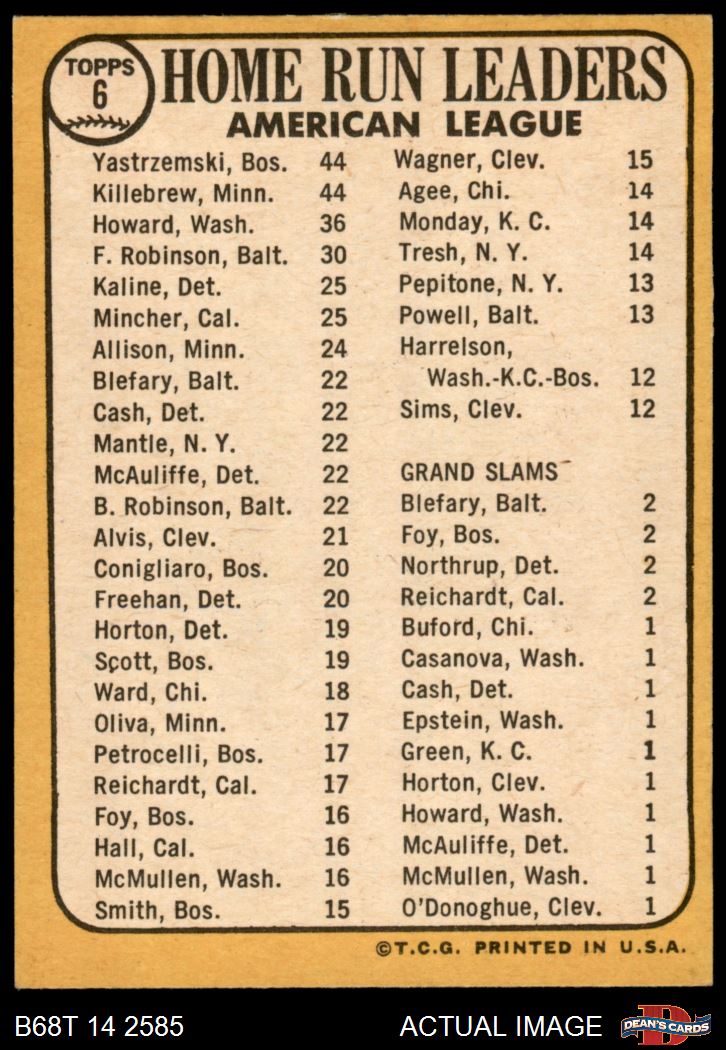 TOPPS
6
HOME RUN LEADERS
AMERICAN LEAGUE
Yastrzemski, Bos. 44
Killebrew, Minn. 44
Howard, Wash. 36
F. Robinson, Balt. 30
Kaline, Det. 25
Mincher, Cal. 25
Allison, Minn. 24
Blefary, Balt. 22
Cash, Det. 22
Mantle, N. Y. 22
McAuliffe, Det. 22
B. Robinson, Balt. 22
Alvis, Clev. 21
Conigliaro, Bos. 20
Freehan, Det. 20
Horton, Det. 19
Scott, Bos. 19
Ward, Chi. 18
Oliva, Minn. 17
Petrocelli, Bos. 17
Reichardt, Cal. 17
Foy, Bos. 16
Hall, Cal. 16
McMullen, Wash. 16
Smith, Bos. 15
Wagner, Clev. 15
Agee, Chi. 14
Monday, K. C. 14
Tresh, N. Y. 14
Pepitone, N. Y. 13
Powell, Balt. 13
Harrelson,
Wash.-K.C.-Bos. 12
Sims, Clev. 12
GRAND SLAMS
Blefary, Balt. 2
Foy, Bos. 2
Northrup, Det. 2
Reichardt, Cal. 2
Buford, Chi. 1
Casanova, Wash. 1
Cash, Det. 1
Epstein, Wash. 1
Green, K. C. 1
Horton, Clev. 1
Howard, Wash. 1
McAuliffe, Det. 1
McMullen, Wash. 1
O'Donoghue, Clev. 1
©T.C.G. PRINTED IN U.S.A.
B68T 14 2585
ACTUAL IMAGE
D
DEAN'S CARDS